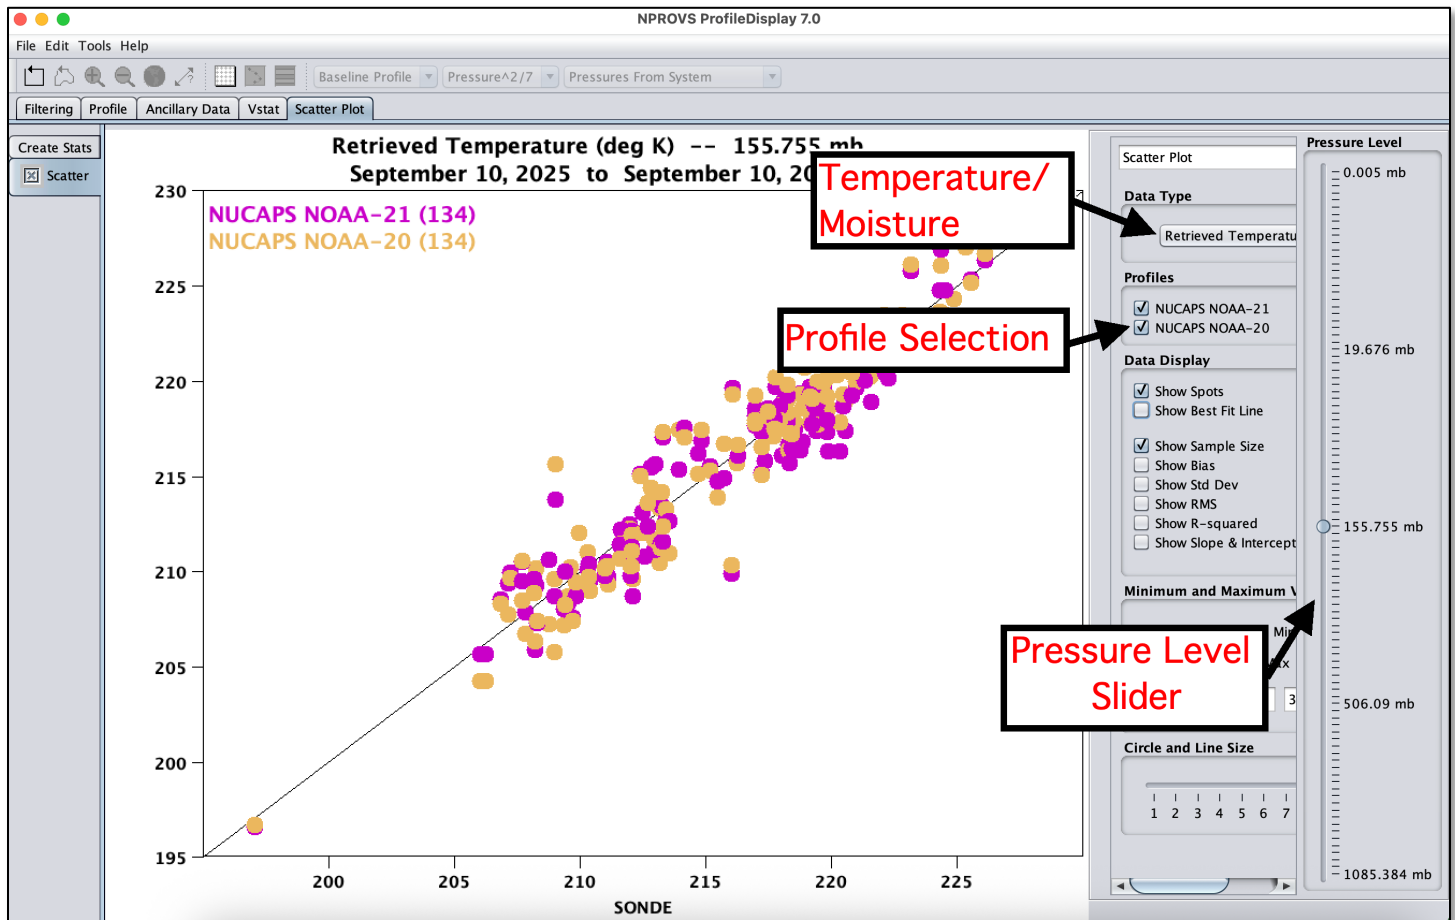 NPROVS ProfileDisplay 7.0
File Edit Tools Help
Baseline Profile
Pressure^2/7
Pressures From System
Filtering Profile Ancillary Data Vstat Scatter Plot
Create Stats
Scatter
Retrieved Temperature (deg K) -- 155.755 mb
September 10, 2025 to September 10, 20
NUCAPS NOAA-21 (134)
NUCAPS NOAA-20 (134)
230
225
220
215
210
205
200
195
200 205 210 215 220 225
SONDE
Temperature/
Moisture
Profile Selection
Pressure Level
Slider
Scatter Plot
Data Type
Retrieved Temperatu
Profiles
NUCAPS NOAA-21
NUCAPS NOAA-20
Data Display
Show Spots
Show Best Fit Line
Show Sample Size
Show Bias
Show Std Dev
Show RMS
Show R-squared
Show Slope & Intercept
Minimum and Maximum V
Mi
ax
3
Circle and Line Size
1 2 3 4 5 6 7
Pressure Level
0.005 mb
19.676 mb
155.755 mb
506.09 mb
1085.384 mb